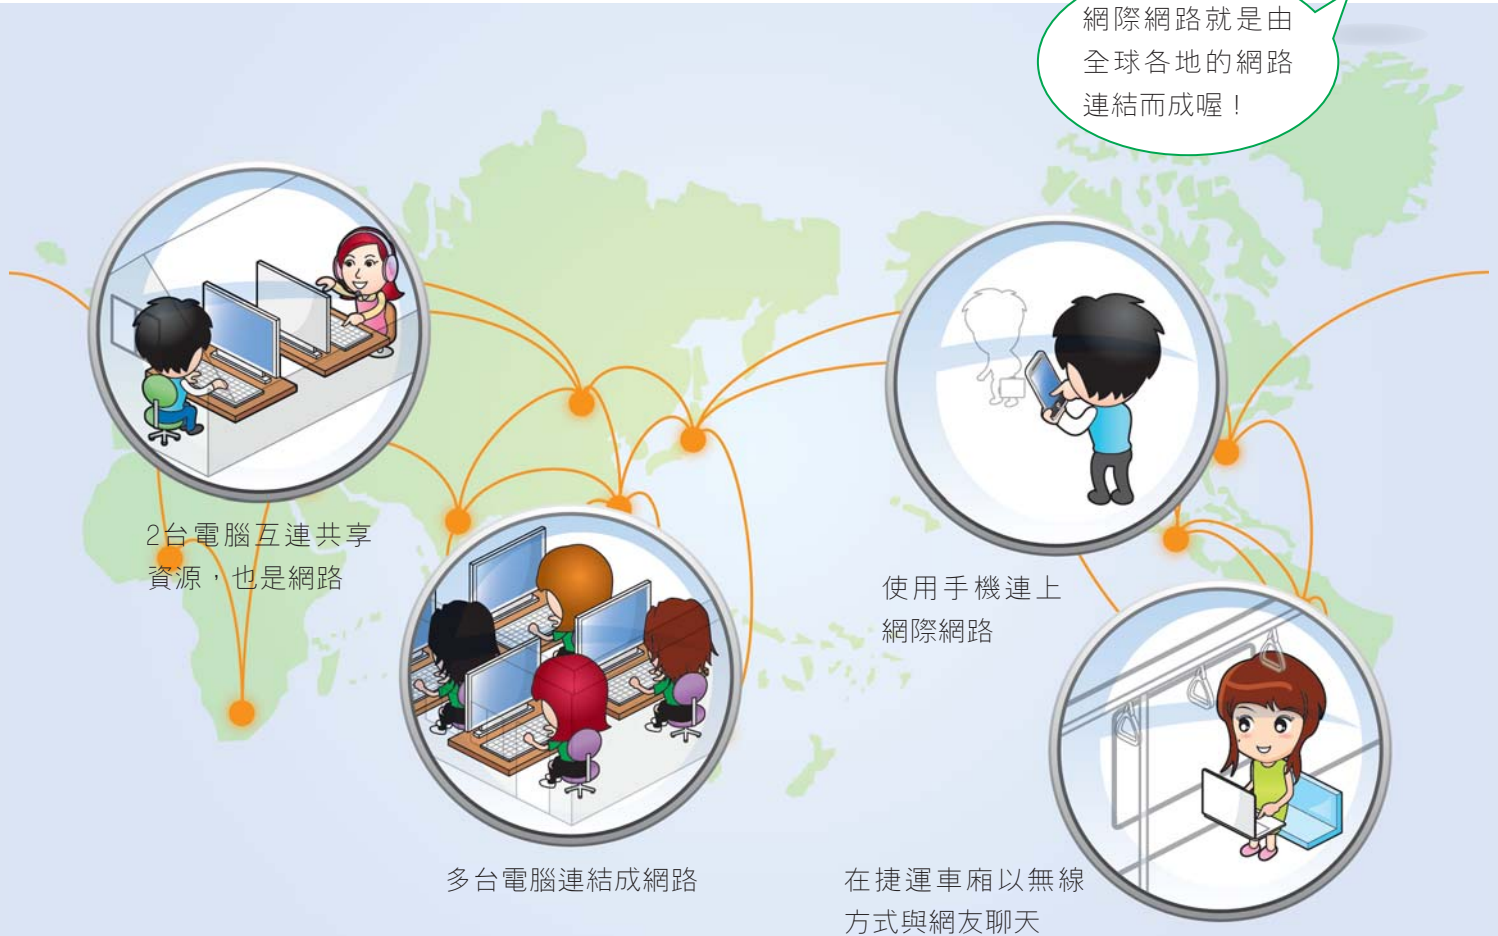 網際網路就是由
全球各地的網路
連結而成喔！
2台電腦互連共享
資源，也是網路
使用手機連上
網際網路
多台電腦連結成網路
在捷運車廂以無線
方式與網友聊天